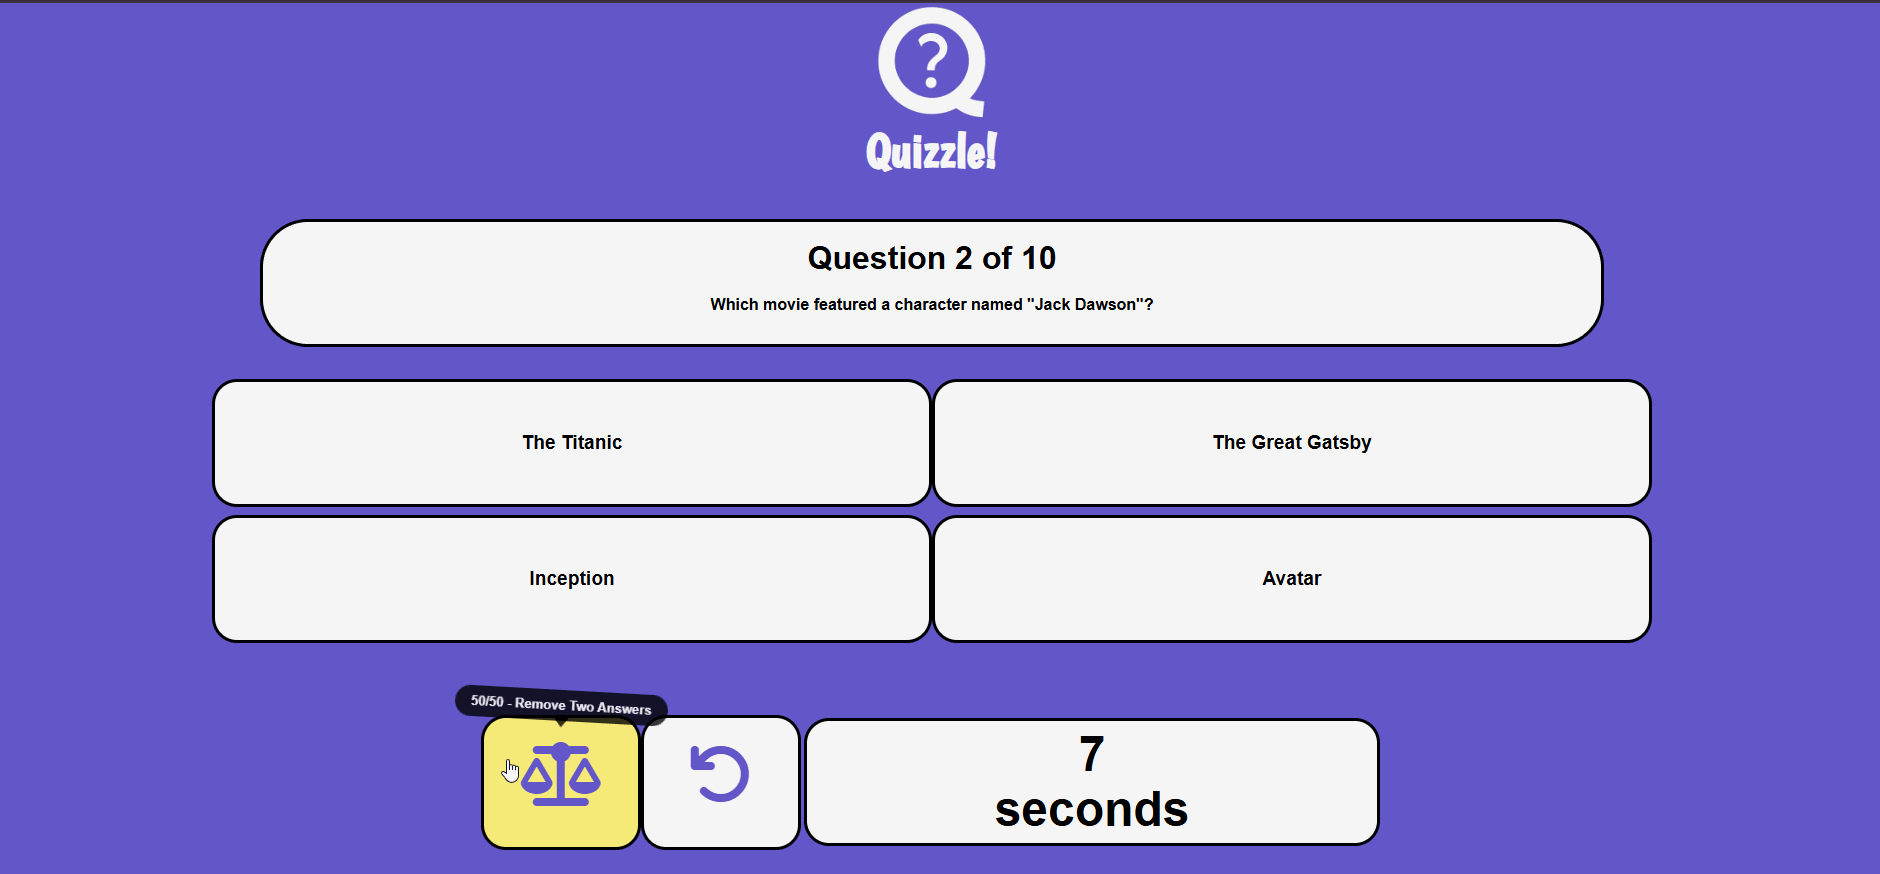 ?
Quizzle!
Question 2 of 10
Which movie featured a character named "Jack Dawson"?
The Titanic
The Great Gatsby
Inception
Avatar
50/50 - Remove Two Answers
7
seconds